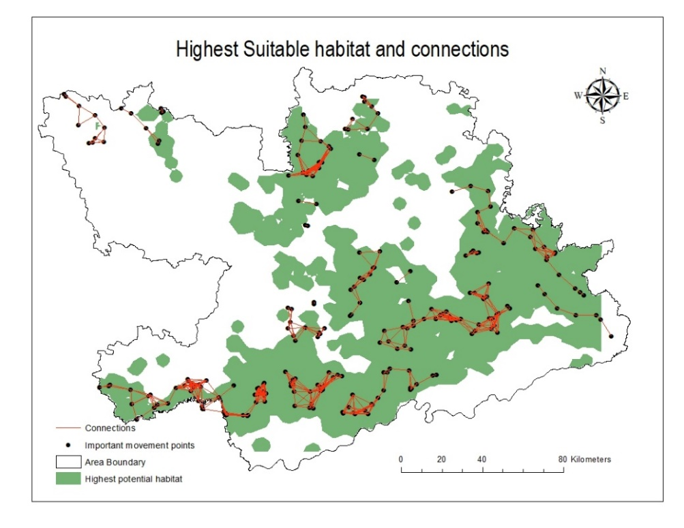 Highest Suitable habitat and connections
N
W E
S
Connections
Important movement points
Area Boundary
Highest potential habitat
0 20 40 80 Kilometers